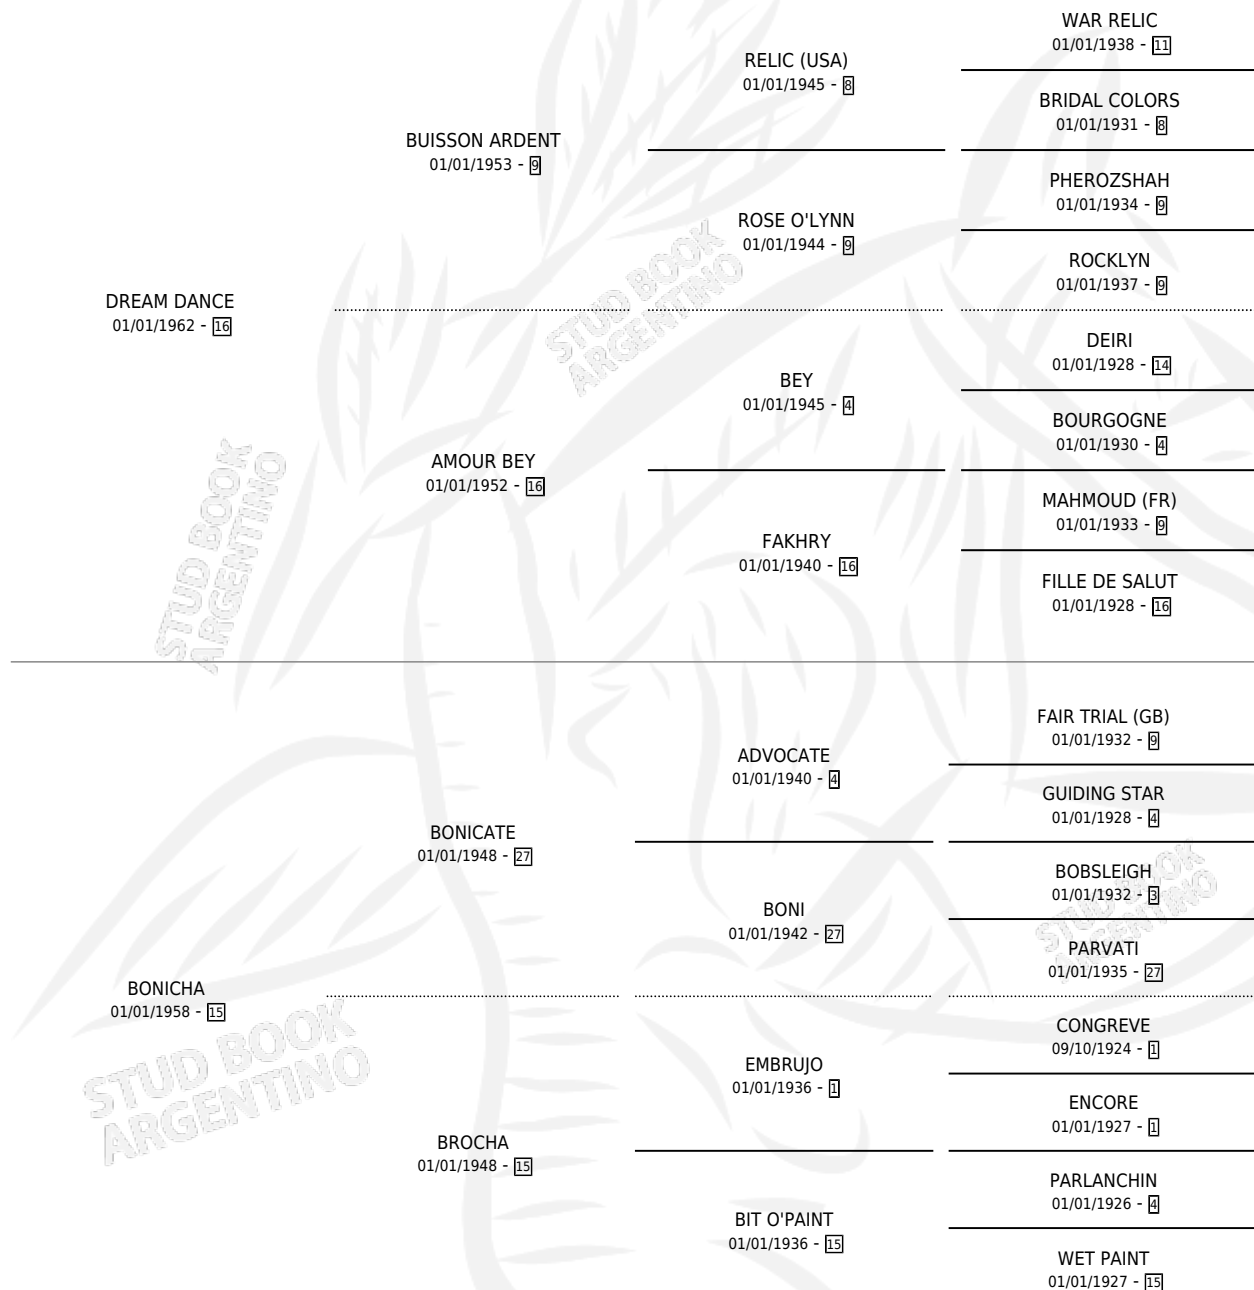 DREAM DANCE
01/01/1962 - 16
BUISSON ARDENT
01/01/1953 - 9
AMOUR BEY
01/01/1952 - 16
RELIC (USA)
01/01/1945 - 8
ROSE O'LYNN
01/01/1944 - 9
BEY
01/01/1945 - 4
FAKHRY
01/01/1940 - 16
WAR RELIC
01/01/1938 - 11
BRIDAL COLORS
01/01/1931 - 8
PHEROZSHAH
01/01/1934 - 9
ROCKLYN
01/01/1937 - 9
DEIRI
01/01/1928 - 14
BOURGOGNE
01/01/1930 - 4
MAHMOUD (FR)
01/01/1933 - 9
FILLE DE SALUT
01/01/1928 - 16
STUD BOOK
ARGENTINO
STUD BOOK
ARGENTINO
BONICHA
01/01/1958 - 15
BONICATE
01/01/1948 - 27
BROCHA
01/01/1948 - 15
ADVOCATE
01/01/1940 - 4
BONI
01/01/1942 - 27
EMBRUJO
01/01/1936 - 1
BIT O'PAINT
01/01/1936 - 15
FAIR TRIAL (GB)
01/01/1932 - 9
GUIDING STAR
01/01/1928 - 4
BOBSLEIGH
01/01/1932 - 3
PARVATI
01/01/1935 - 27
CONGREVE
09/10/1924 - 1
ENCORE
01/01/1927 - 1
PARLANCHIN
01/01/1926 - 4
WET PAINT
01/01/1927 - 15
STUD BOOK
ARGENTINO
STUD BOOK
ARGENTINO